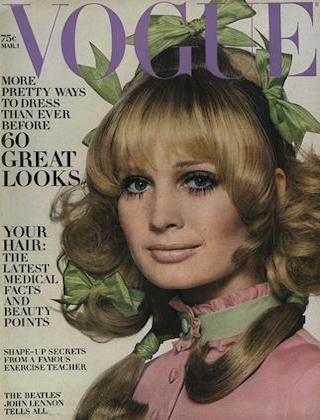 VOGUE
75c
MAR. 1
MORE
PRETTY WAYS
TO DRESS
THAN EVER
BEFORE
60
GREAT
LOOKS
YOUR
HAIR:
THE
LATEST
MEDICAL
FACTS
AND
BEAUTY
POINTS
SHAPE-UP SECRETS
FROM A FAMOUS
EXERCISE TEACHER
THE BEATLES'
JOHN LENNON
TELLS ALL